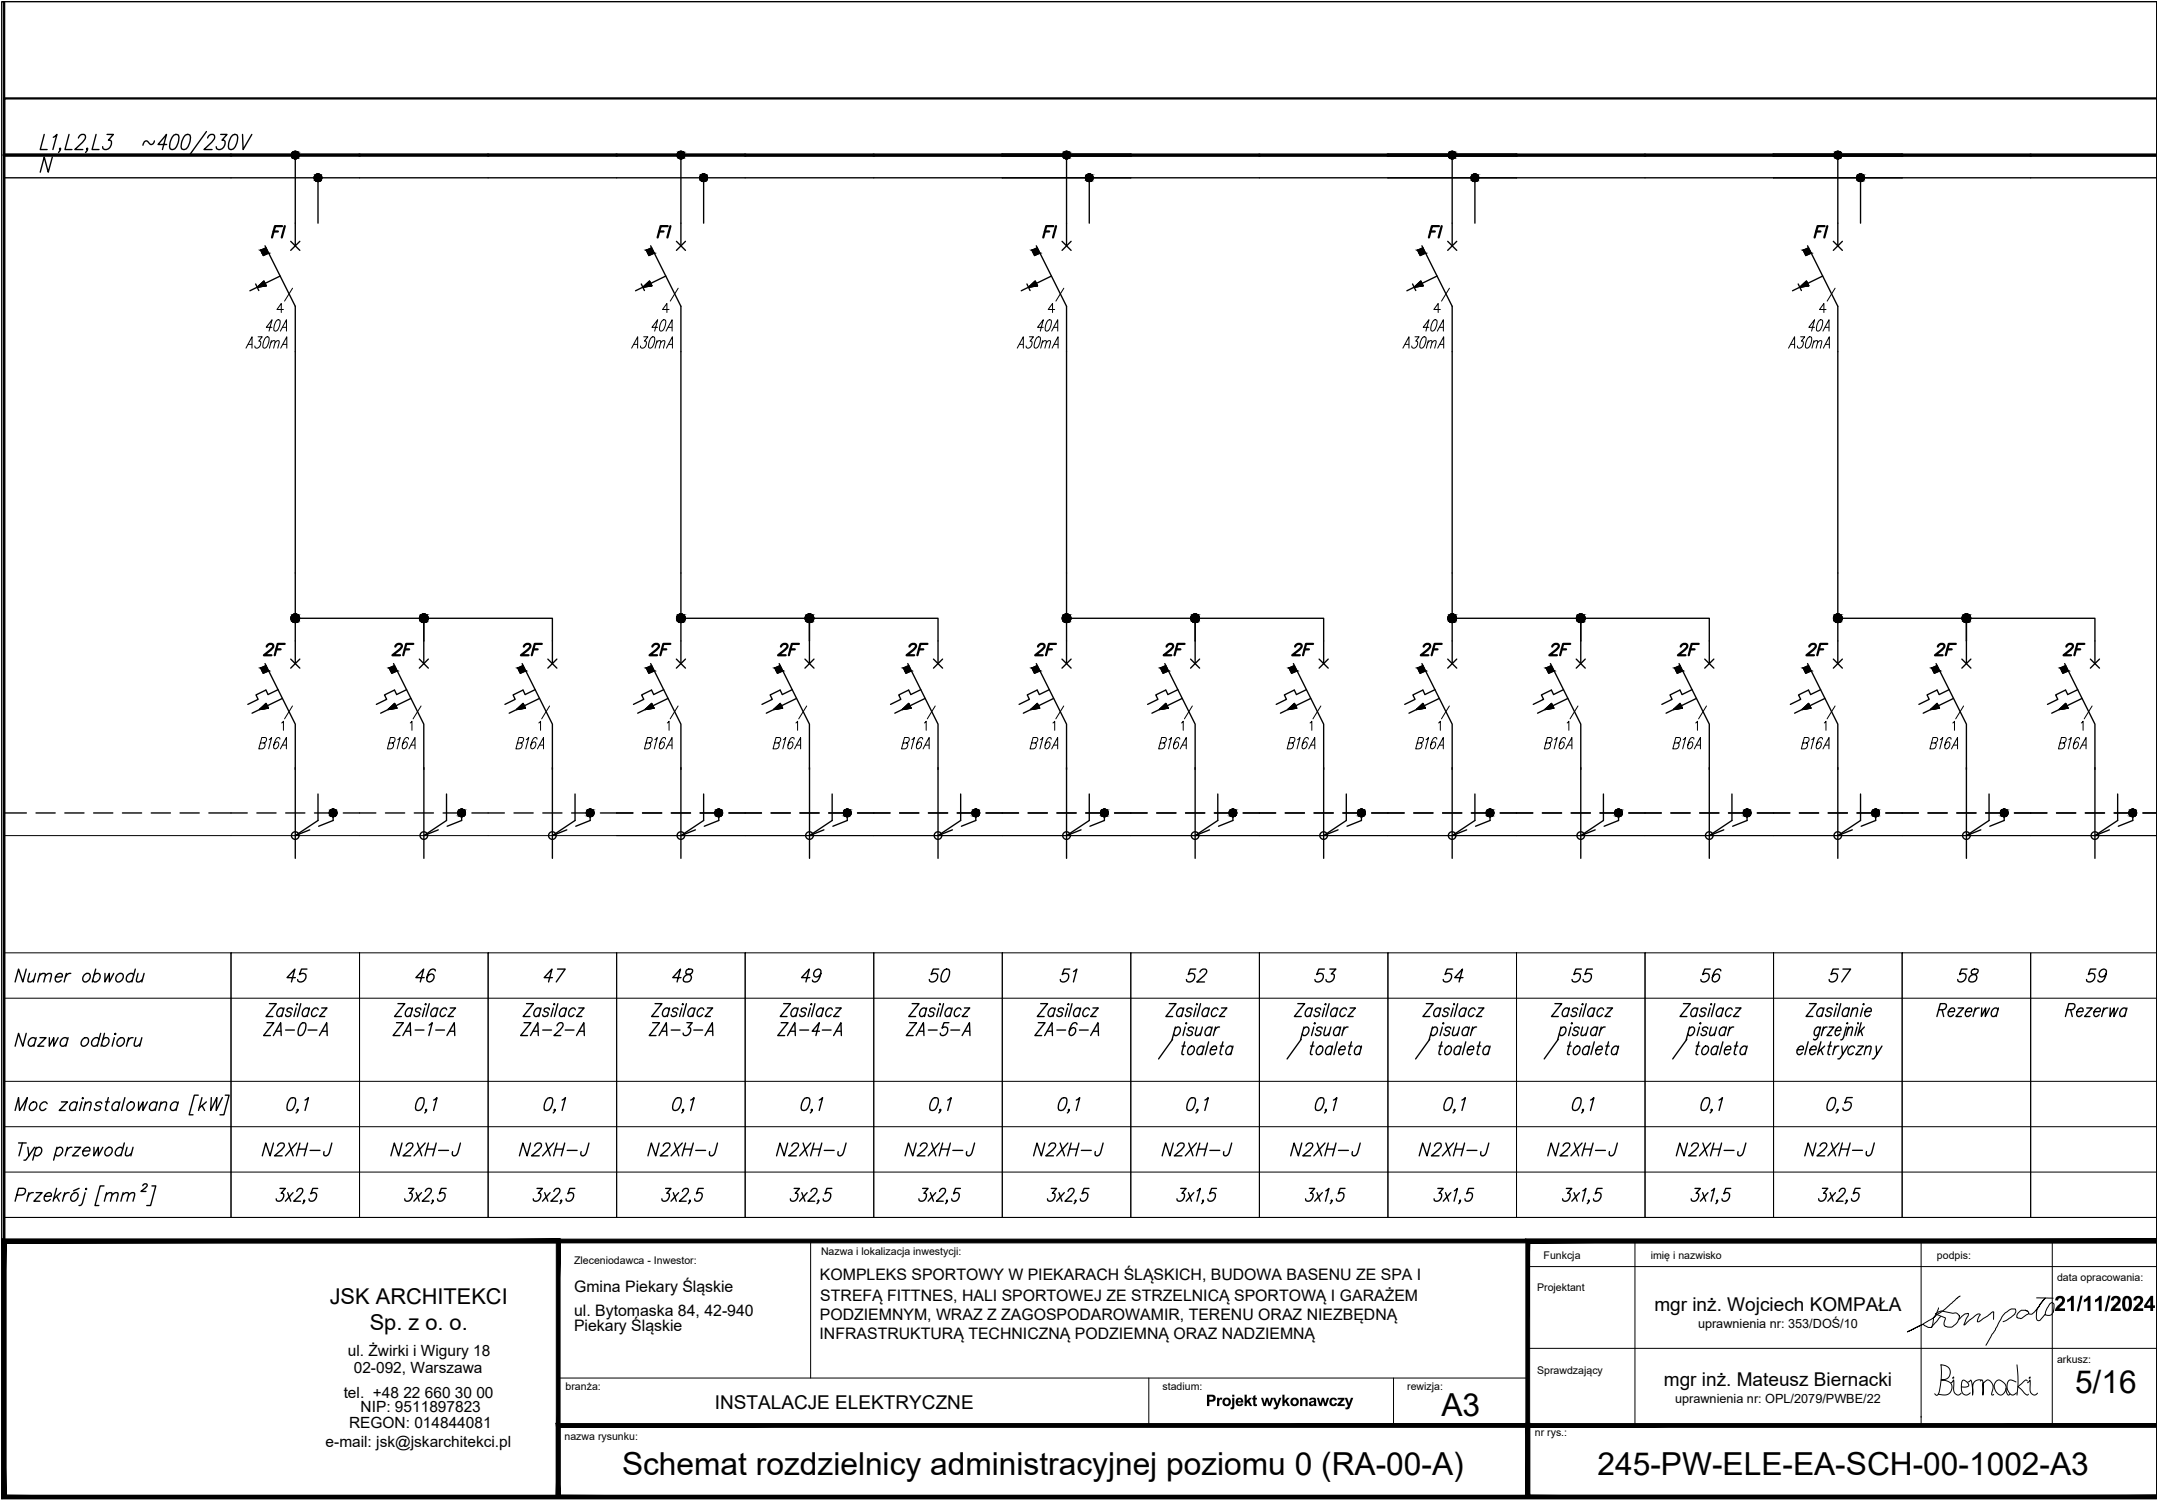 L1,L2,L3 ~400/230V
N
FI FI FI FI FI
4 4 4 4 4
40A 40A 40A 40A 40A
A30mA A30mA A30mA A30mA A30mA
2F 2F 2F 2F 2F 2F 2F 2F 2F 2F 2F 2F 2F 2F 2F
1 1 1 1 1 1 1 1 1 1 1 1 1 1 1
B16A B16A B16A B16A B16A B16A B16A B16A B16A B16A B16A B16A B16A B16A B16A
Numer obwodu 45 46 47 48 49 50 51 52 53 54 55 56 57 58 59
Nazwa odbioru
Zasilacz
ZA-0-A
Zasilacz
ZA-1-A
Zasilacz
ZA-2-A
Zasilacz
ZA-3-A
Zasilacz
ZA-4-A
Zasilacz
ZA-5-A
Zasilacz
ZA-6-A
Zasilacz
pisuar
/ toaleta
Zasilacz
pisuar
/ toaleta
Zasilacz
pisuar
/ toaleta
Zasilacz
pisuar
/ toaleta
Zasilacz
pisuar
/ toaleta
Zasilanie
grzejnik
elektryczny
Rezerwa
Rezerwa
Moc zainstalowana [kW] 0,1 0,1 0,1 0,1 0,1 0,1 0,1 0,1 0,1 0,1 0,1 0,1 0,5
Typ przewodu N2XH-J N2XH-J N2XH-J N2XH-J N2XH-J N2XH-J N2XH-J N2XH-J N2XH-J N2XH-J N2XH-J N2XH-J N2XH-J
Przekrój [mm²] 3x2,5 3x2,5 3x2,5 3x2,5 3x2,5 3x2,5 3x2,5 3x1,5 3x1,5 3x1,5 3x1,5 3x1,5 3x2,5
JSK ARCHITEKCI
Sp. z o. o.
ul. Żwirki i Wigury 18
02-092, Warszawa
tel. +48 22 660 30 00
NIP: 9511897823
REGON: 014844081
e-mail: jsk@jskarchitekci.pl
Zleceniodawca - Inwestor:
Gmina Piekary Śląskie
ul. Bytomaska 84, 42-940
Piekary Śląskie
Nazwa i lokalizacja inwestycji:
KOMPLEKS SPORTOWY W PIEKARACH ŚLĄSKICH, BUDOWA BASENU ZE SPA I
STREFĄ FITTNES, HALI SPORTOWEJ ZE STRZELNICĄ SPORTOWĄ I GARAŻEM
PODZIEMNYM, WRAZ Z ZAGOSPODAROWAMIR, TERENU ORAZ NIEZBĘDNĄ
INFRASTRUKTURĄ TECHNICZNĄ PODZIEMNĄ ORAZ NADZIEMNĄ
branża:
INSTALACJE ELEKTRYCZNE
stadium:
Projekt wykonawczy
rewizja:
A3
nazwa rysunku:
Schemat rozdzielnicy administracyjnej poziomu 0 (RA-00-A)
Funkcja imię i nazwisko podpis:
Projektant
mgr inż. Wojciech KOMPAŁA
uprawnienia nr: 353/DOŚ/10
Kompała
data opracowania:
21/11/2024
Sprawdzający
mgr inż. Mateusz Biernacki
uprawnienia nr: OPL/2079/PWBE/22
Biernacki
arkusz:
5/16
nr rys.:
245-PW-ELE-EA-SCH-00-1002-A3